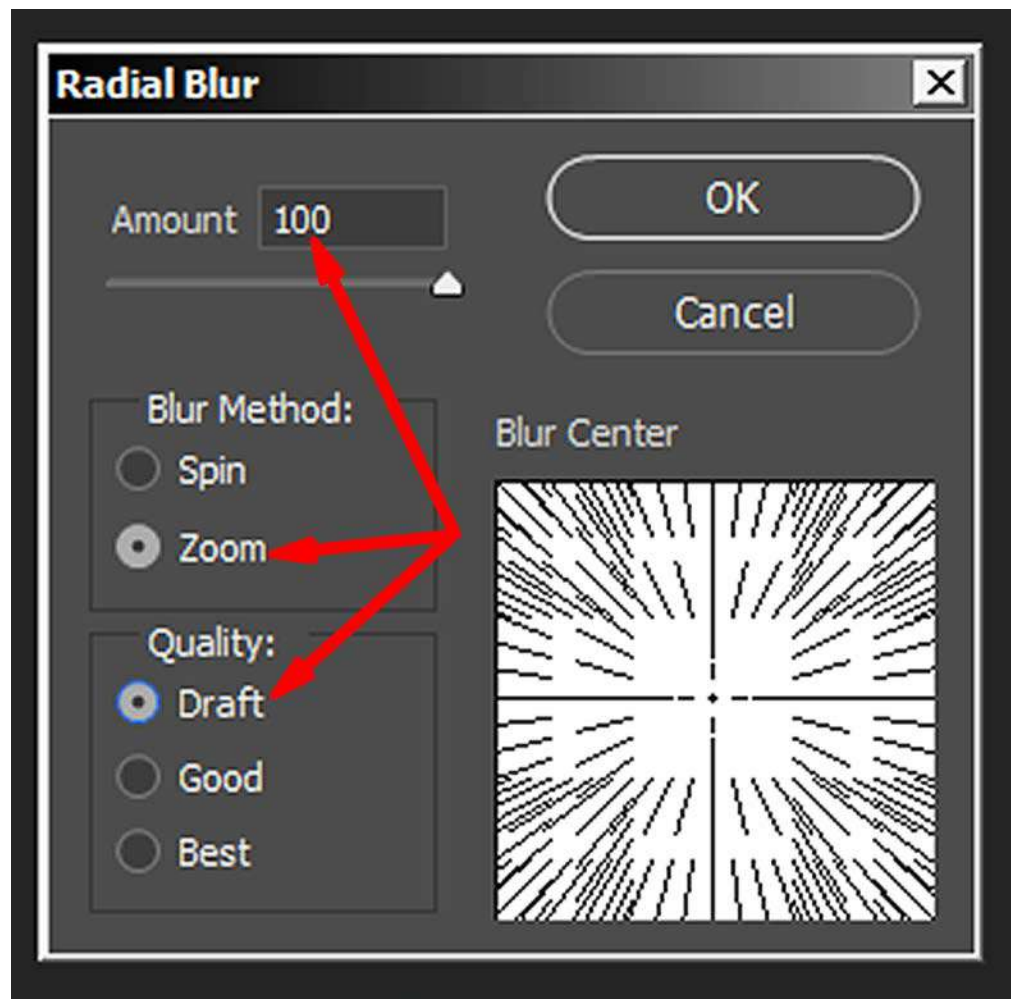 Radial Blur
Amount 100
OK
Cancel
Blur Method:
Spin
Zoom
Blur Center
Quality:
Draft
Good
Best